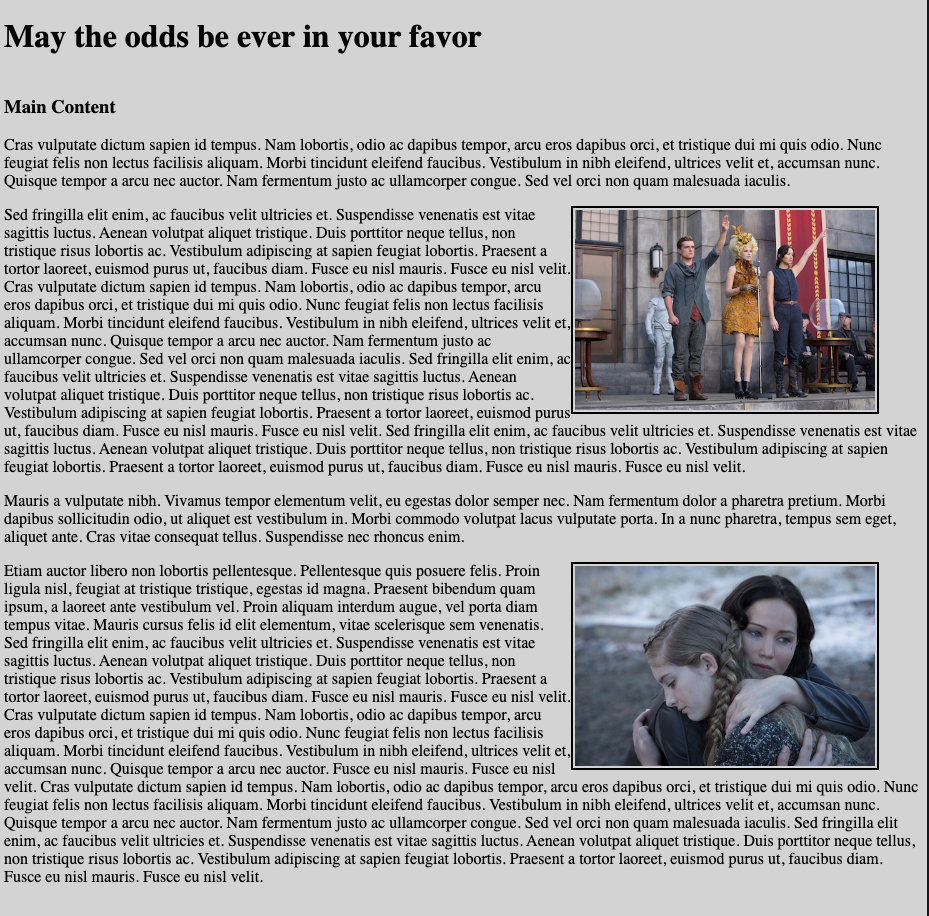 May the odds be ever in your favor
Main Content
Cras vulputate dictum sapien id tempus. Nam lobortis, odio ac dapibus tempor, arcu eros dapibus orci, et tristique dui mi quis odio. Nunc
feugiat felis non lectus facilisis aliquam. Morbi tincidunt eleifend faucibus. Vestibulum in nibh eleifend, ultrices velit et, accumsan nunc.
Quisque tempor a arcu nec auctor. Nam fermentum justo ac ullamcorper congue. Sed vel orci non quam malesuada iaculis.
Sed fringilla elit enim, ac faucibus velit ultricies et. Suspendisse venenatis est vitae
sagittis luctus. Aenean volutpat aliquet tristique. Duis porttitor neque tellus, non
tristique risus lobortis ac. Vestibulum adipiscing at sapien feugiat lobortis. Praesent a
tortor laoreet, euismod purus ut, faucibus diam. Fusce eu nisl mauris. Fusce eu nisl velit.
Cras vulputate dictum sapien id tempus. Nam lobortis, odio ac dapibus tempor, arcu
eros dapibus orci, et tristique dui mi quis odio. Nunc feugiat felis non lectus facilisis
aliquam. Morbi tincidunt eleifend faucibus. Vestibulum in nibh eleifend, ultrices velit et,
accumsan nunc. Quisque tempor a arcu nec auctor. Nam fermentum justo ac
ullamcorper congue. Sed vel orci non quam malesuada iaculis. Sed fringilla elit enim, ac
faucibus velit ultricies et. Suspendisse venenatis est vitae sagittis luctus. Aenean
volutpat aliquet tristique. Duis porttitor neque tellus, non tristique risus lobortis ac.
Vestibulum adipiscing at sapien feugiat lobortis. Praesent a tortor laoreet, euismod purus
ut, faucibus diam. Fusce eu nisl mauris. Fusce eu nisl velit. Sed fringilla elit enim, ac faucibus velit ultricies et. Suspendisse venenatis est vitae
sagittis luctus. Aenean volutpat aliquet tristique. Duis porttitor neque tellus, non tristique risus lobortis ac. Vestibulum adipiscing at sapien
feugiat lobortis. Praesent a tortor laoreet, euismod purus ut, faucibus diam. Fusce eu nisl mauris. Fusce eu nisl velit.
Mauris a vulputate nibh. Vivamus tempor elementum velit, eu egestas dolor semper nec. Nam fermentum dolor a pharetra pretium. Morbi
dapibus sollicitudin odio, ut aliquet est vestibulum in. Morbi commodo volutpat lacus vulputate porta. In a nunc pharetra, tempus sem eget,
aliquet ante. Cras vitae consequat tellus. Suspendisse nec rhoncus enim.
Etiam auctor libero non lobortis pellentesque. Pellentesque quis posuere felis. Proin
ligula nisl, feugiat at tristique tristique, egestas id magna. Praesent bibendum quam
ipsum, a laoreet ante vestibulum vel. Proin aliquam interdum augue, vel porta diam
tempus vitae. Mauris cursus felis id elit elementum, vitae scelerisque sem venenatis.
Sed fringilla elit enim, ac faucibus velit ultricies et. Suspendisse venenatis est vitae
sagittis luctus. Aenean volutpat aliquet tristique. Duis porttitor neque tellus, non
tristique risus lobortis ac. Vestibulum adipiscing at sapien feugiat lobortis. Praesent a
tortor laoreet, euismod purus ut, faucibus diam. Fusce eu nisl mauris. Fusce eu nisl velit.
Cras vulputate dictum sapien id tempus. Nam lobortis, odio ac dapibus tempor, arcu
eros dapibus orci, et tristique dui mi quis odio. Nunc feugiat felis non lectus facilisis
aliquam. Morbi tincidunt eleifend faucibus. Vestibulum in nibh eleifend, ultrices velit et,
accumsan nunc. Quisque tempor a arcu nec auctor. Fusce eu nisl mauris. Fusce eu nisl
velit. Cras vulputate dictum sapien id tempus. Nam lobortis, odio ac dapibus tempor, arcu eros dapibus orci, et tristique dui mi quis odio. Nunc
feugiat felis non lectus facilisis aliquam. Morbi tincidunt eleifend faucibus. Vestibulum in nibh eleifend, ultrices velit et, accumsan nunc.
Quisque tempor a arcu nec auctor. Nam fermentum justo ac ullamcorper congue. Sed vel orci non quam malesuada iaculis. Sed fringilla elit
enim, ac faucibus velit ultricies et. Suspendisse venenatis est vitae sagittis luctus. Aenean volutpat aliquet tristique. Duis porttitor neque tellus,
non tristique risus lobortis ac. Vestibulum adipiscing at sapien feugiat lobortis. Praesent a tortor laoreet, euismod purus ut, faucibus diam.
Fusce eu nisl mauris. Fusce eu nisl velit.